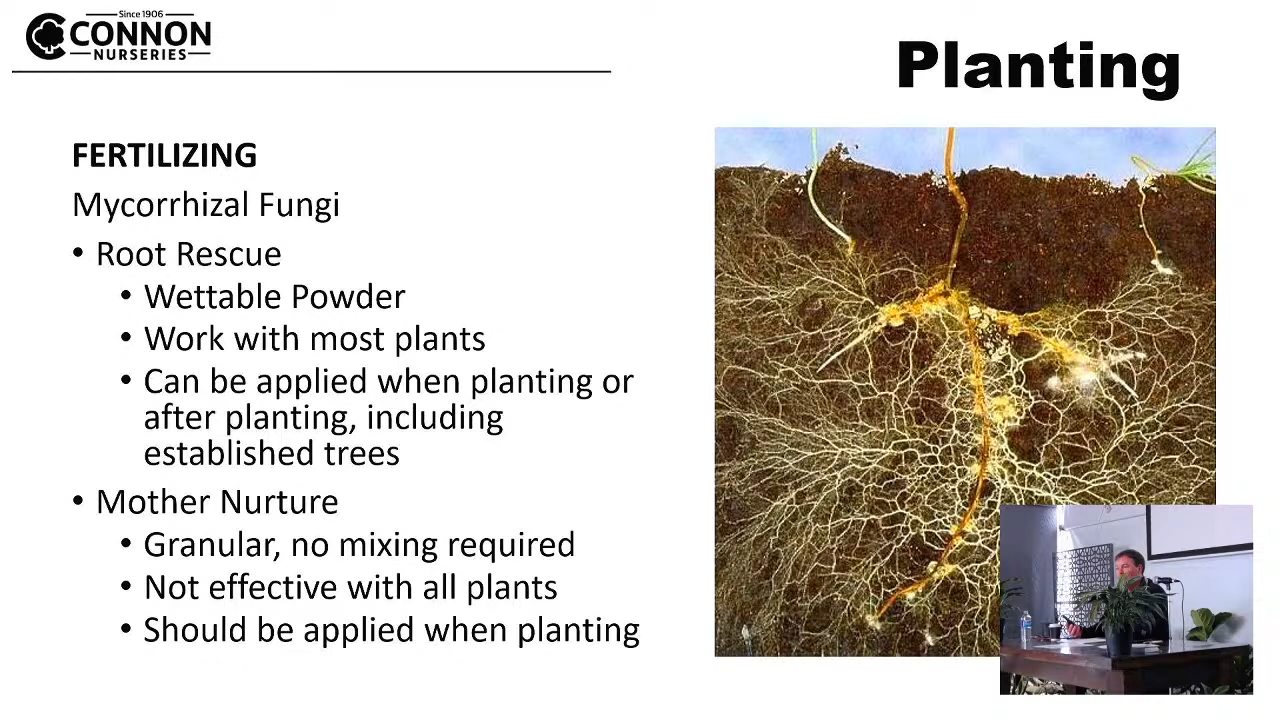 Since 1906
CONNON
NURSERIES
Planting
FERTILIZING
Mycorrhizal Fungi
• Root Rescue
• Wettable Powder
• Work with most plants
• Can be applied when planting or
after planting, including
established trees
• Mother Nurture
• Granular, no mixing required
• Not effective with all plants
• Should be applied when planting